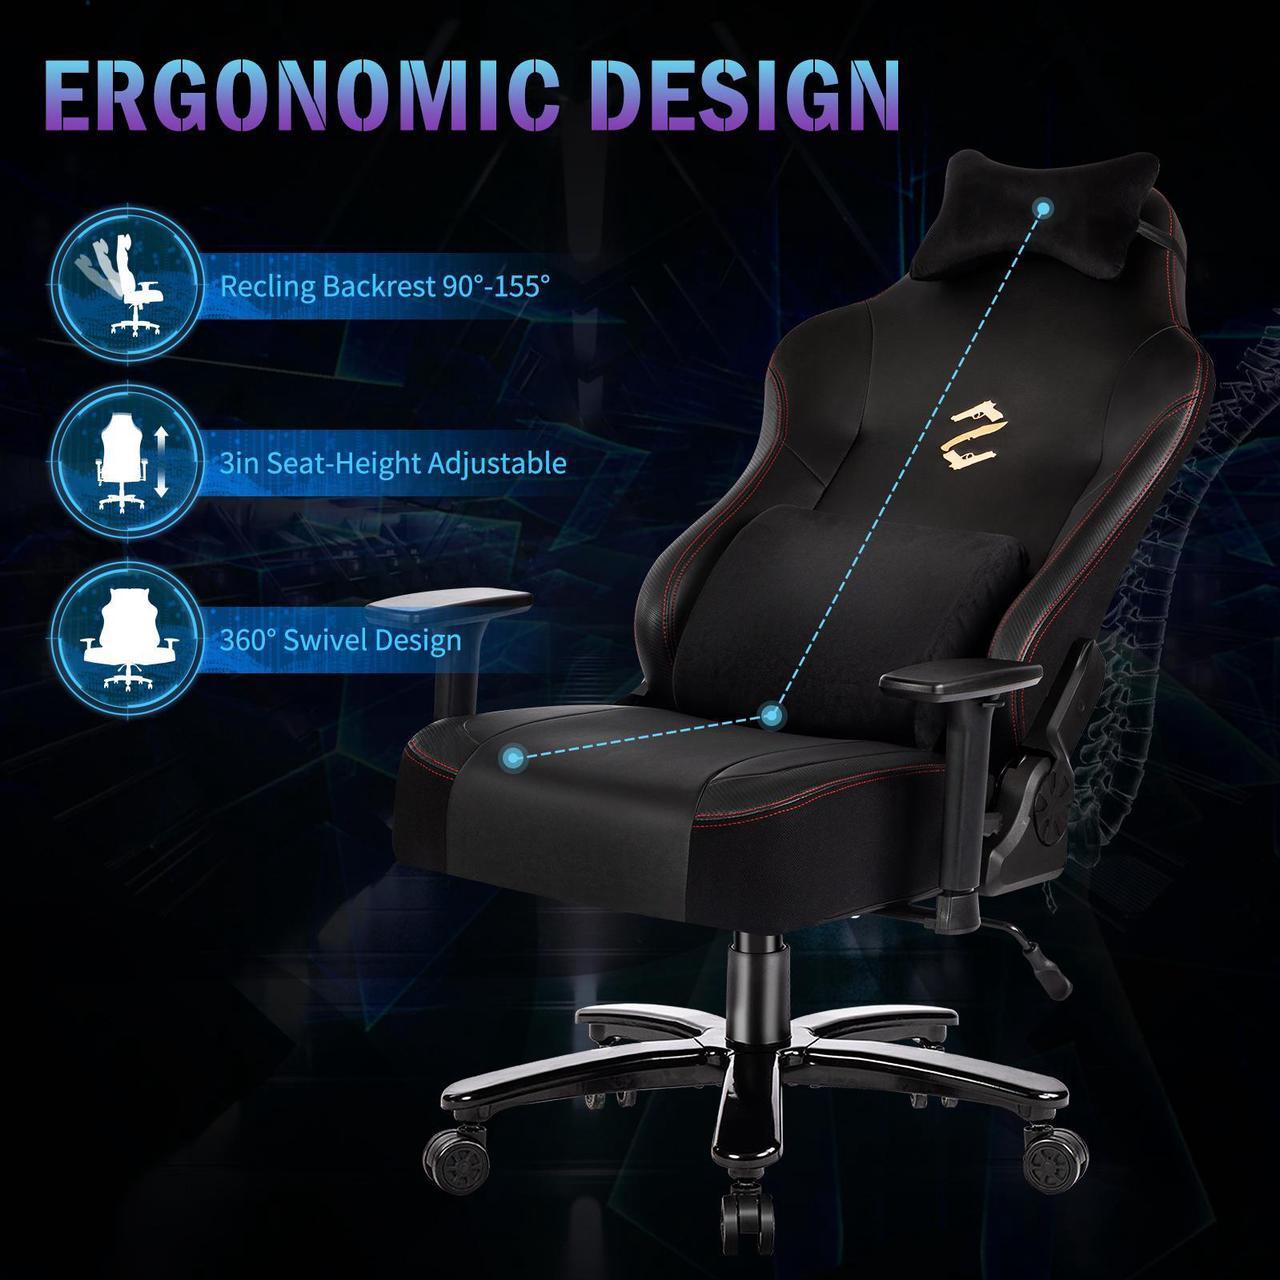 ERGONOMIC DESIGN
Recling Backrest 90°-155°
3in Seat-Height Adjustable
360° Swivel Design